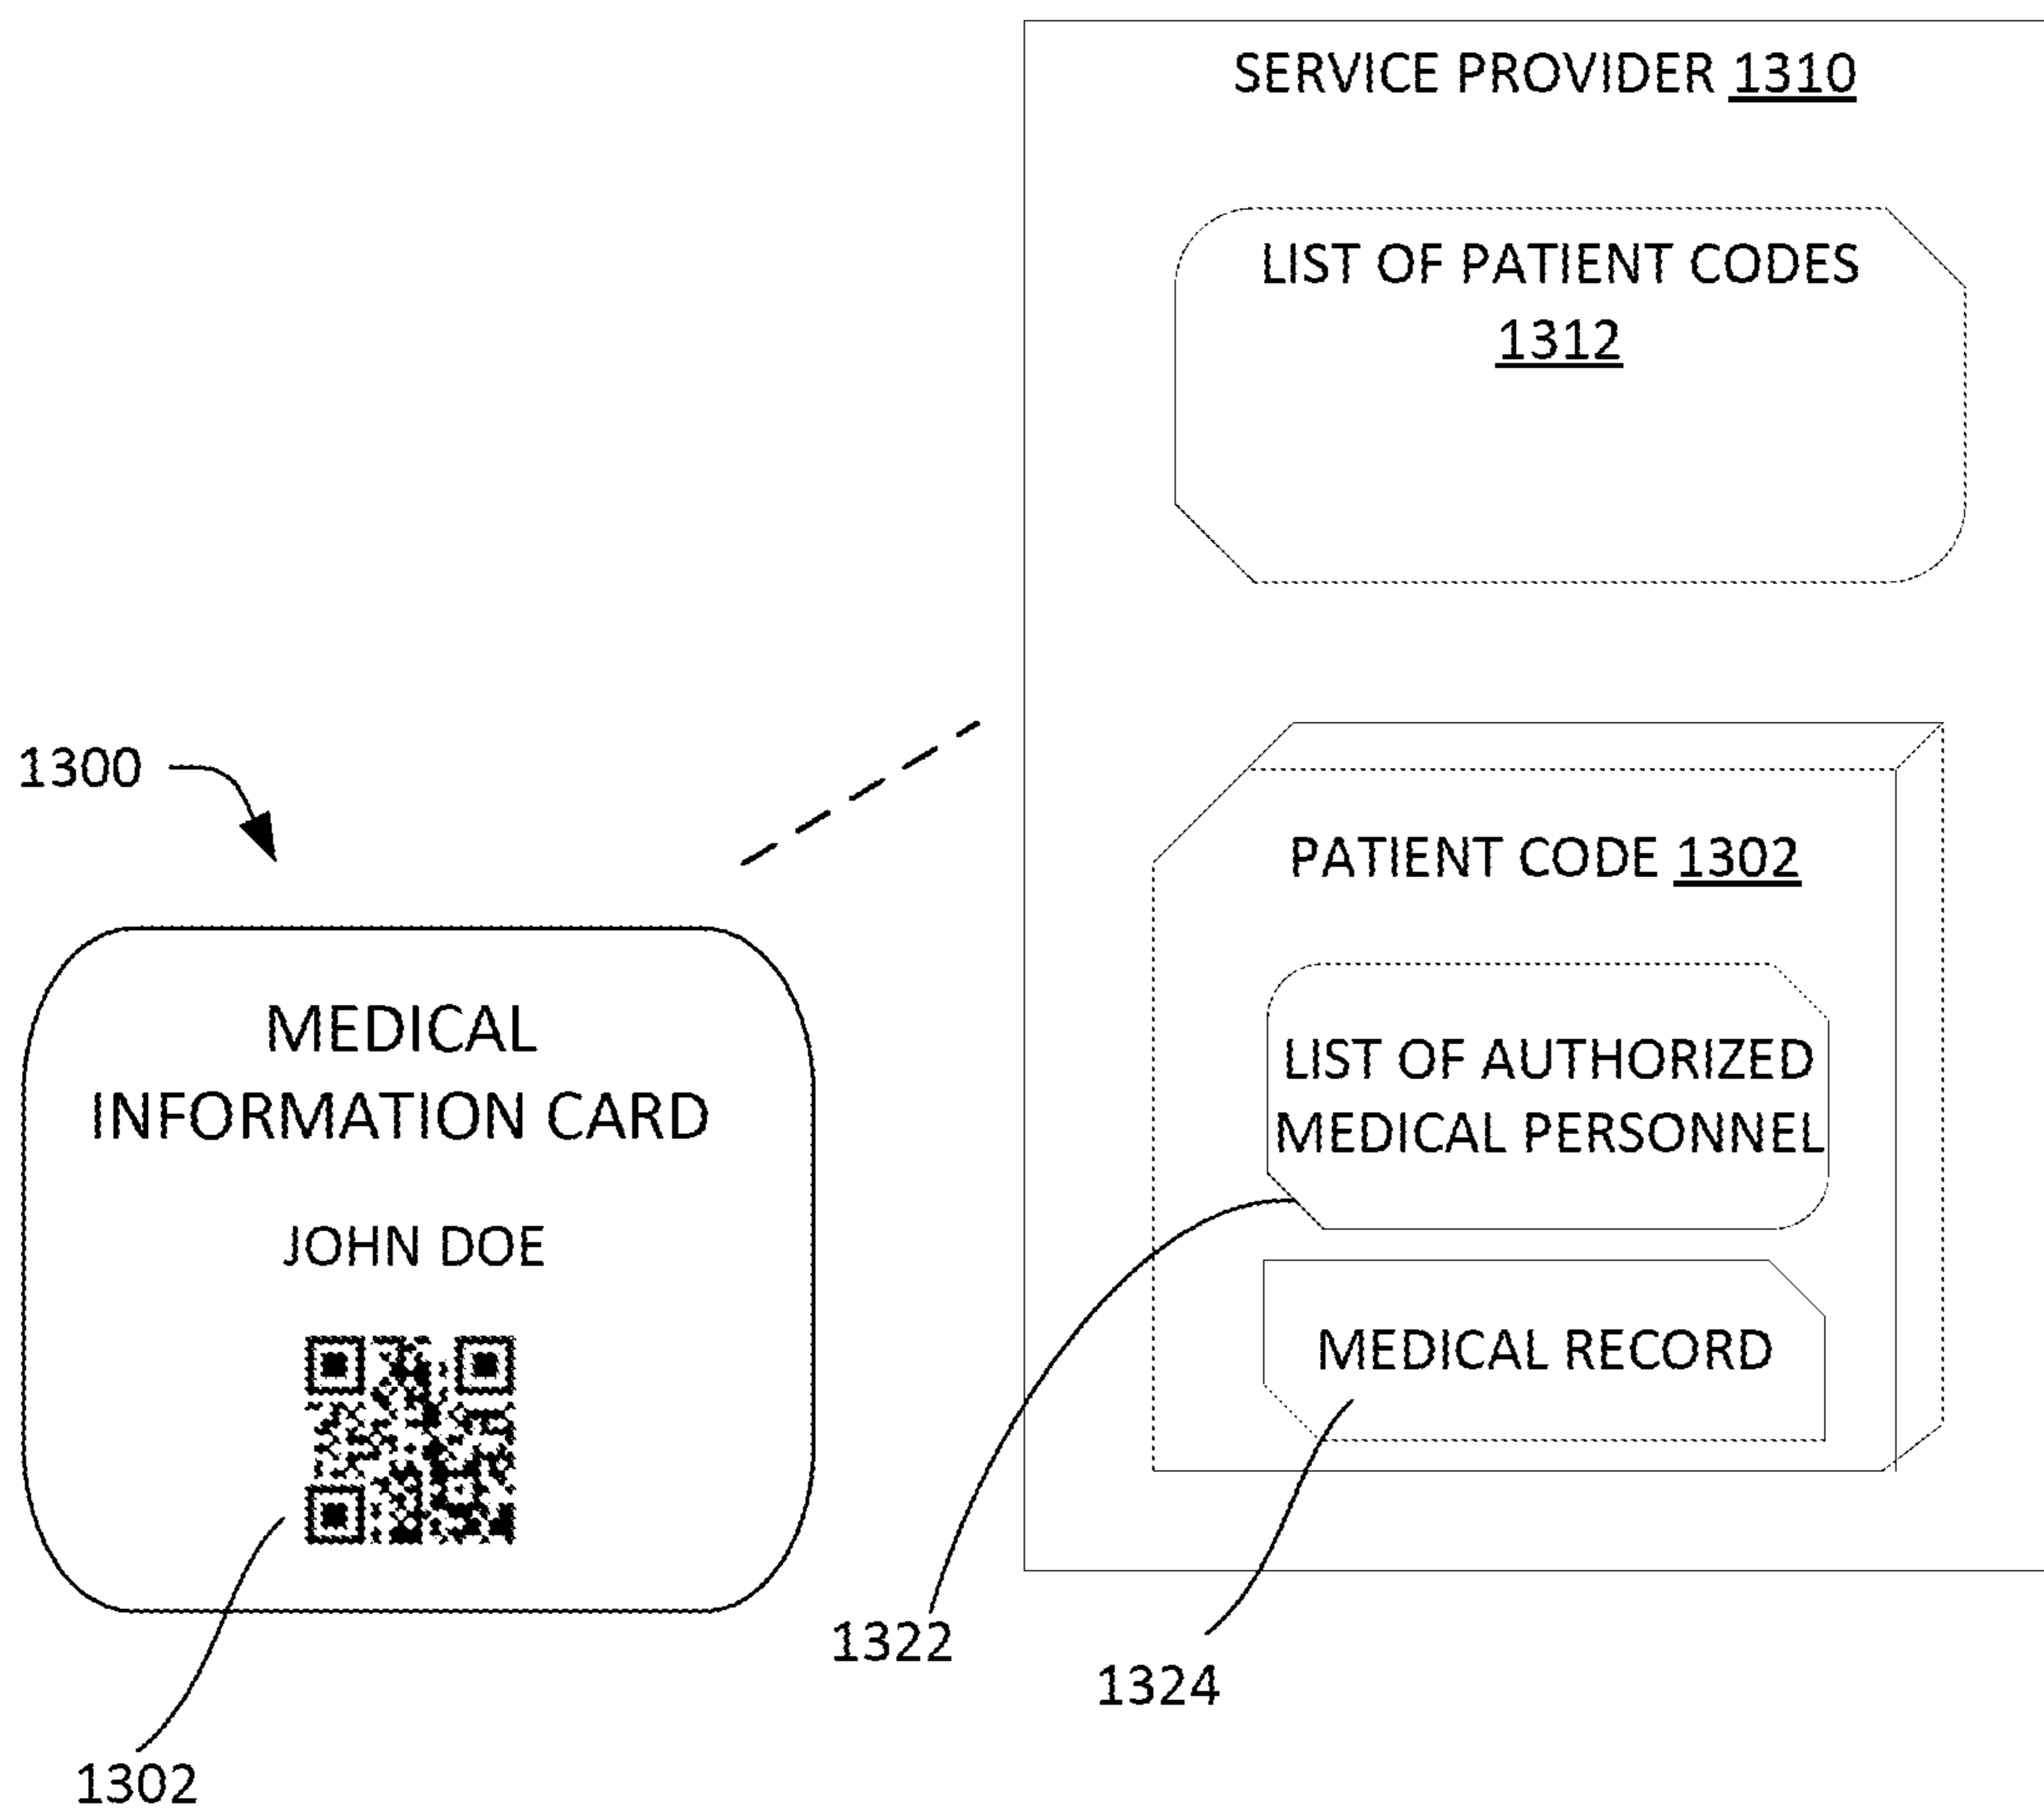 SERVICE PROVIDER 1310
LIST OF PATIENT CODES
1312
1300
PATIENT CODE 1302
MEDICAL
INFORMATION CARD
JOHN DOE
LIST OF AUTHORIZED
MEDICAL PERSONNEL
MEDICAL RECORD
1322
1324
1302